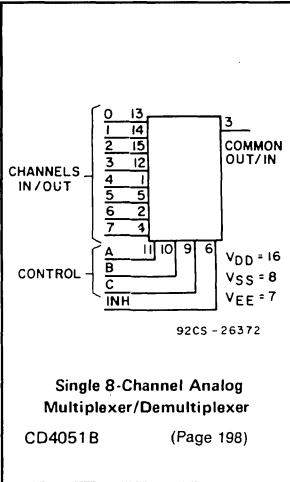 0 13
1 14
2 15
3 12
4 1
5 5
6 2
7 4
CHANNELS
IN/OUT
3
COMMON
OUT/IN
11 10 9 6
CONTROL
A
B
C
INH
VDD = 16
VSS = 8
VEE = 7
92CS-26372
Single 8-Channel Analog
Multiplexer/Demultiplexer
CD4051B (Page 198)